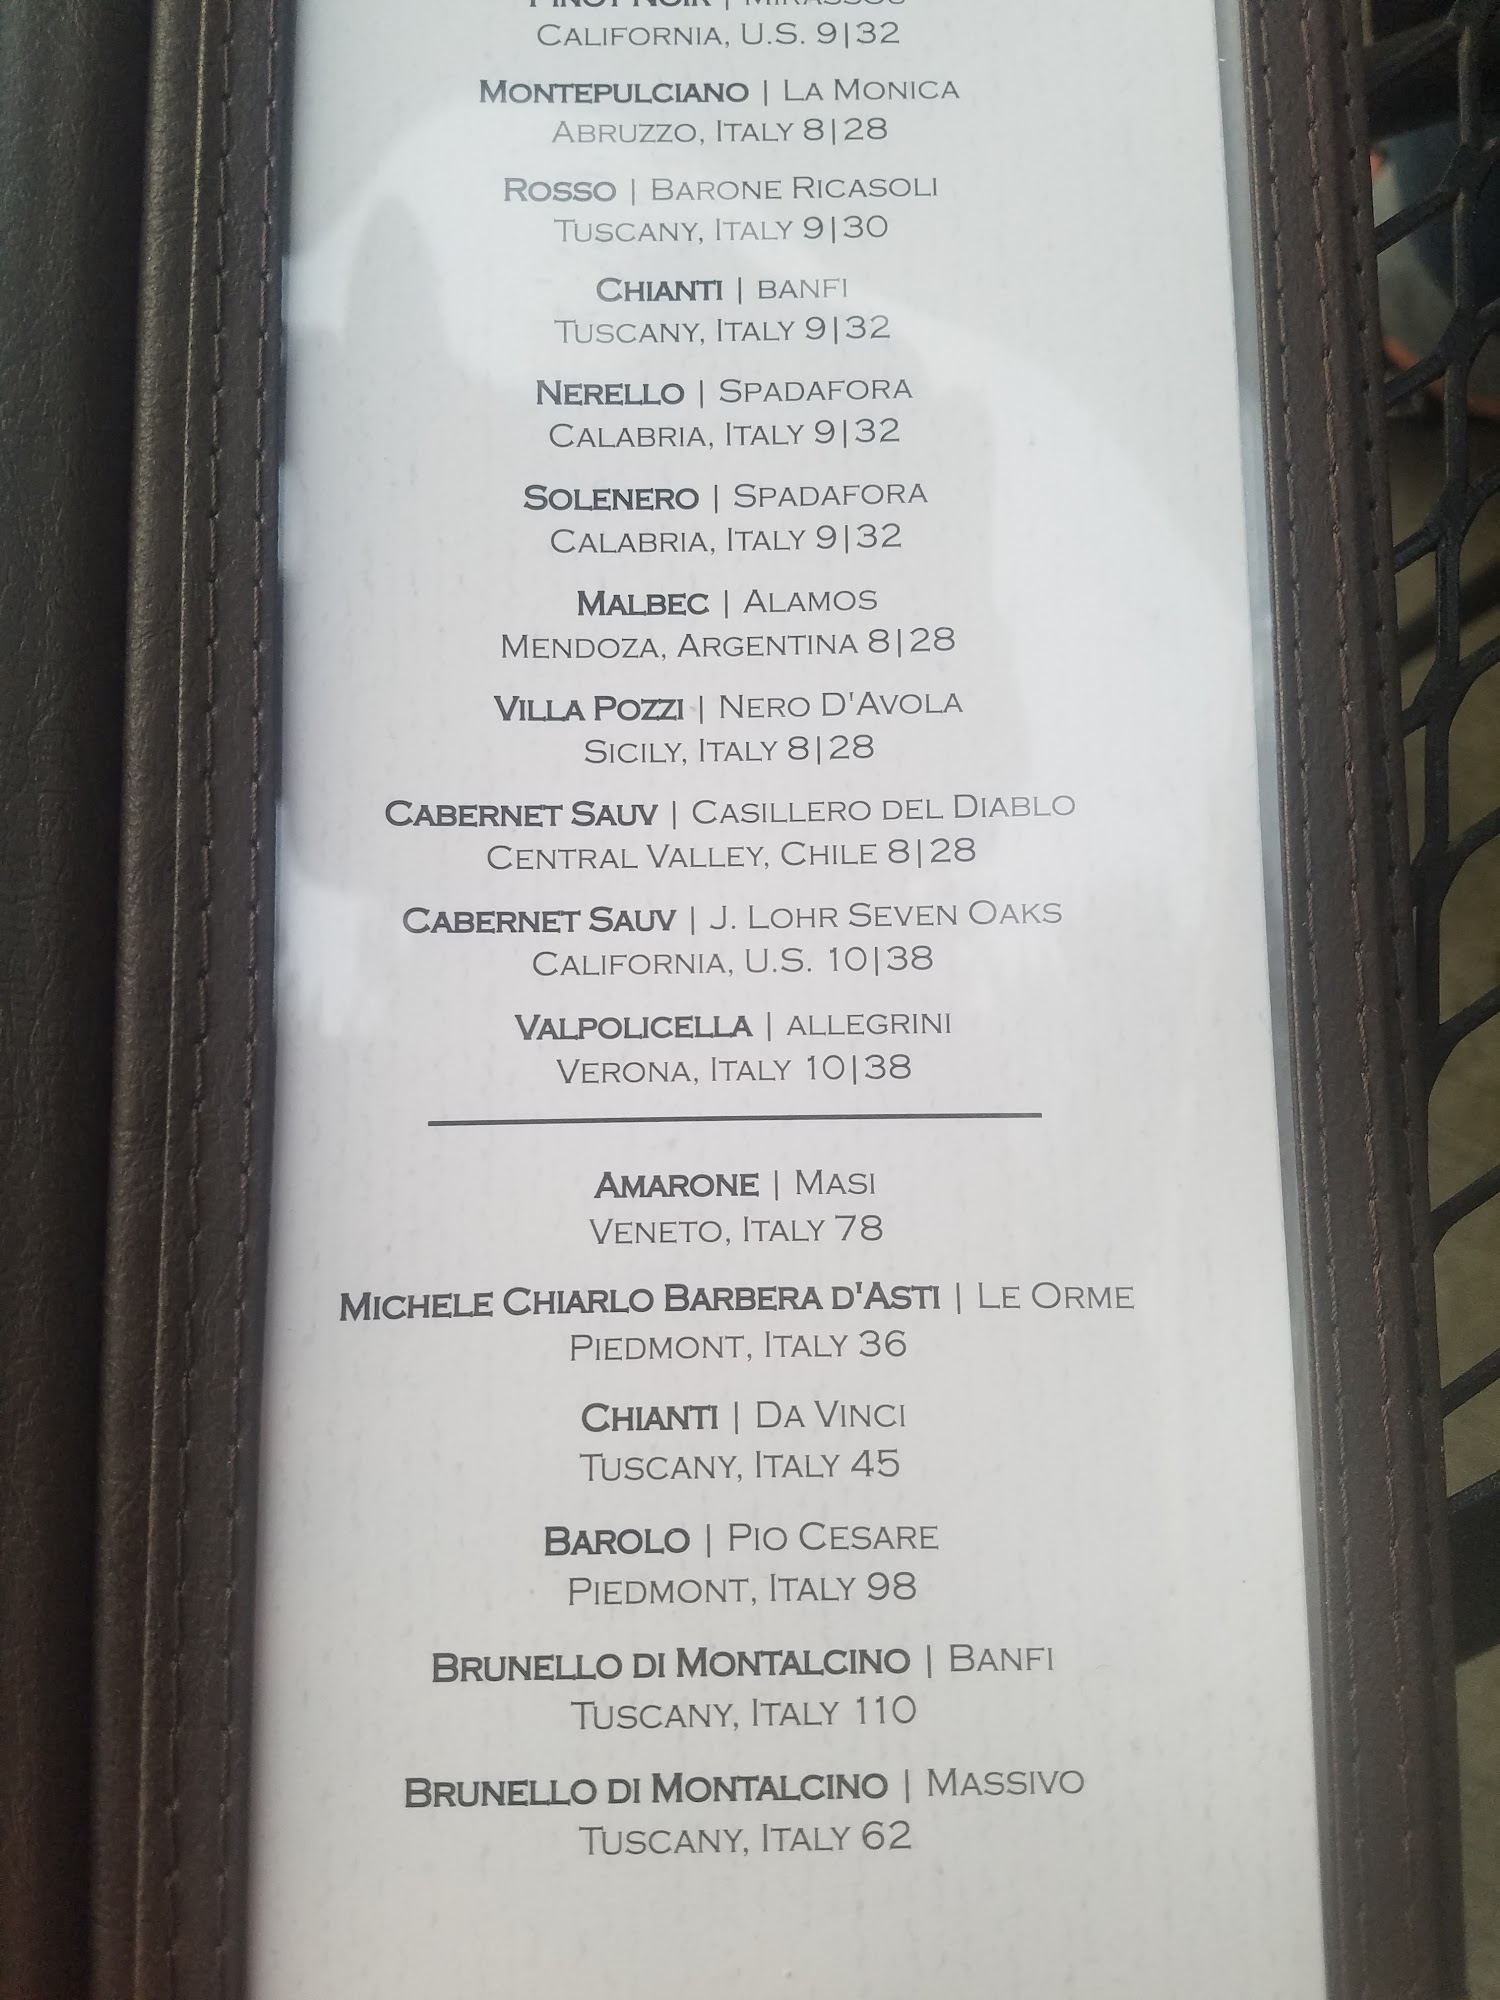 PINOT NOIR | MIRASSOU
CALIFORNIA, U.S. 9|32
MONTEPULCIANO | LA MONICA
ABRUZZO, ITALY 8|28
ROSSO | BARONE RICASOLI
TUSCANY, ITALY 9|30
CHIANTI | BANFI
TUSCANY, ITALY 9|32
NERELLO | SPADAFORA
CALABRIA, ITALY 9|32
SOLENERO | SPADAFORA
CALABRIA, ITALY 9|32
MALBEC | ALAMOS
MENDOZA, ARGENTINA 8|28
VILLA POZZI | NERO D'AVOLA
SICILY, ITALY 8|28
CABERNET SAUV | CASILLERO DEL DIABLO
CENTRAL VALLEY, CHILE 8|28
CABERNET SAUV | J. LOHR SEVEN OAKS
CALIFORNIA, U.S. 10|38
VALPOLICELLA | ALLEGRINI
VERONA, ITALY 10|38
AMARONE | MASI
VENETO, ITALY 78
MICHELE CHIARLO BARBERA D'ASTI | LE ORME
PIEDMONT, ITALY 36
CHIANTI | DA VINCI
TUSCANY, ITALY 45
BAROLO | PIO CESARE
PIEDMONT, ITALY 98
BRUNELLO DI MONTALCINO | BANFI
TUSCANY, ITALY 110
BRUNELLO DI MONTALCINO | MASSIVO
TUSCANY, ITALY 62